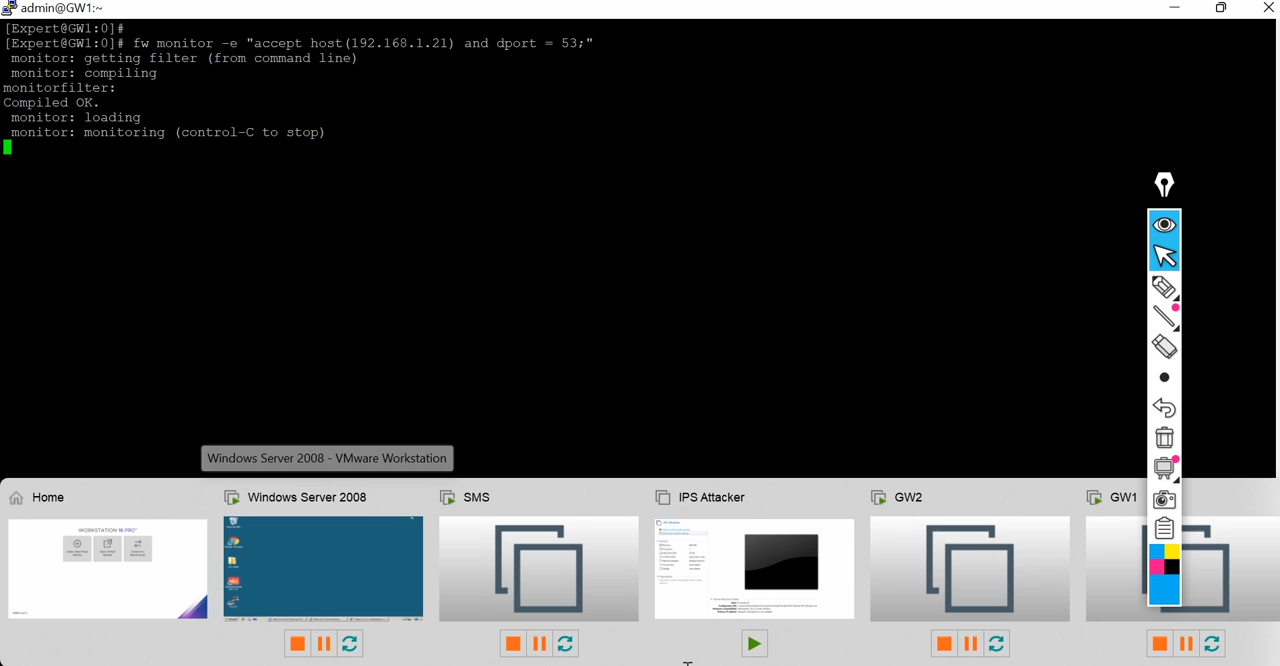 admin@GW1:~
[Expert@GW1:0]#
[Expert@GW1:0]# fw monitor -e "accept host(192.168.1.21) and dport = 53;"
monitor: getting filter (from command line)
monitor: compiling
monitorfilter:
Compiled OK.
monitor: loading
monitor: monitoring (control-C to stop)
Windows Server 2008 - VMware Workstation
Home
Windows Server 2008
SMS
IPS Attacker
GW2
GW1
WORKSTATION 16 PRO